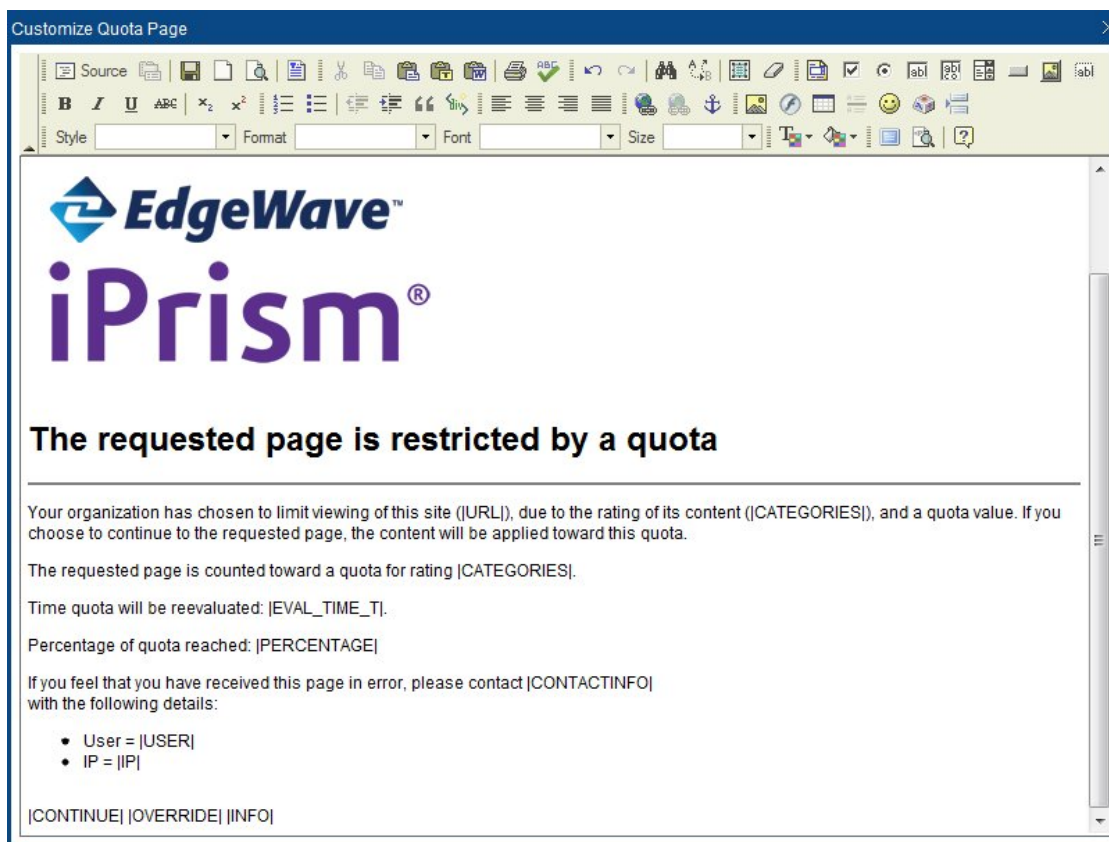 Customize Quota Page
Source
ABC
B I U ABC x₂ x²
Style Format Font Size
EdgeWave™
iPrism®
The requested page is restricted by a quota
Your organization has chosen to limit viewing of this site (|URL|), due to the rating of its content (|CATEGORIES|), and a quota value. If you
choose to continue to the requested page, the content will be applied toward this quota.
The requested page is counted toward a quota for rating |CATEGORIES|.
Time quota will be reevaluated: |EVAL_TIME_T|.
Percentage of quota reached: |PERCENTAGE|
If you feel that you have received this page in error, please contact |CONTACTINFO|
with the following details:
• User = |USER|
• IP = |IP|
|CONTINUE| |OVERRIDE| |INFO|